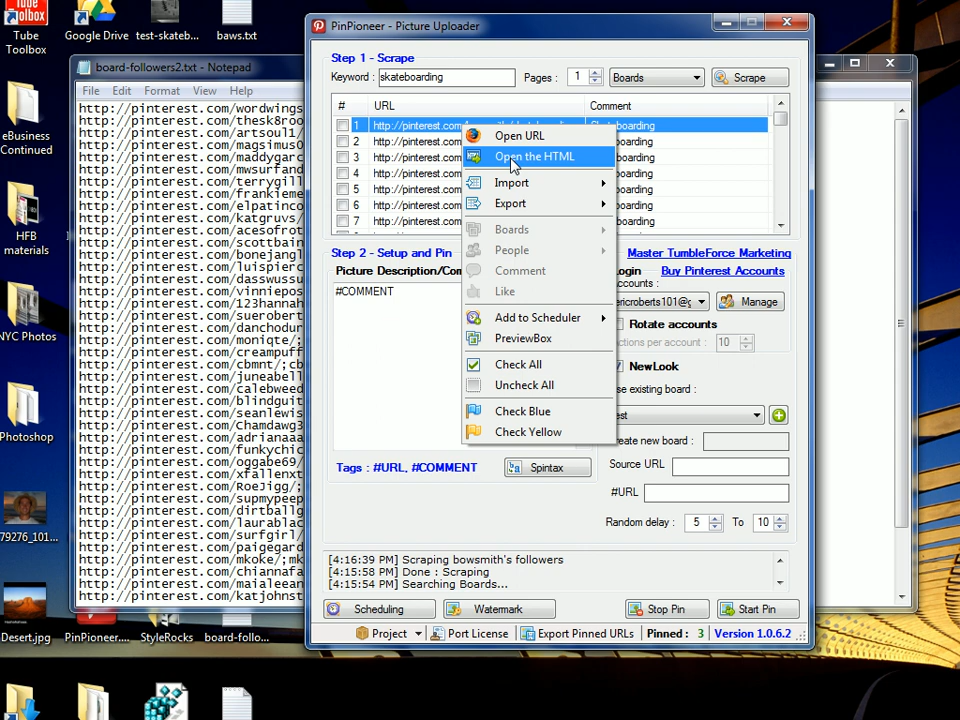 Tube
Toolbox
Google Drive
test-skateb...
baws.txt
eBusiness
Continued
HFB
materials
NYC Photos
Photoshop
79276_101...
Desert.jpg
PinPioneer....
StyleRocks
board-follo...
board-followers2.txt - Notepad
File Edit Format View Help
http://pinterest.com/wordwings
http://pinterest.com/thesk8roo
http://pinterest.com/artsoul1/
http://pinterest.com/magsimus0
http://pinterest.com/maddygarc
http://pinterest.com/mwsurfand
http://pinterest.com/terrygill
http://pinterest.com/frankieme
http://pinterest.com/elpatinco
http://pinterest.com/katgruvs/
http://pinterest.com/acesofrot
http://pinterest.com/scottbain
http://pinterest.com/bonejangl
http://pinterest.com/luispierc
http://pinterest.com/dasswussu
http://pinterest.com/vinniepos
http://pinterest.com/123hannah
http://pinterest.com/suerobert
http://pinterest.com/danchodur
http://pinterest.com/moniqte/;
http://pinterest.com/creampuff
http://pinterest.com/cbmnt/;cb
http://pinterest.com/juneabell
http://pinterest.com/calebweed
http://pinterest.com/blindguit
http://pinterest.com/seanlewis
http://pinterest.com/Chamdawg3
http://pinterest.com/adrianaaa
http://pinterest.com/funkychic
http://pinterest.com/oggabe69/
http://pinterest.com/xfallenxt
http://pinterest.com/RoeJigg/;
http://pinterest.com/supmypeep
http://pinterest.com/dirtballg
http://pinterest.com/laurablac
http://pinterest.com/surfgirl/
http://pinterest.com/paigegard
http://pinterest.com/mkoke/;mk
http://pinterest.com/chiannafa
http://pinterest.com/maialeean
http://pinterest.com/katjohnst
PinPioneer - Picture Uploader
Step 1 - Scrape
Keyword : skateboarding Pages : 1 Boards Scrape
# URL Comment
1 http://pinterest.com
2 http://pinterest.com
3 http://pinterest.com
4 http://pinterest.com
5 http://pinterest.com
6 http://pinterest.com
7 http://pinterest.com
Open URL
Open the HTML
Import
Export
Boards
People
Comment
Like
Add to Scheduler
PreviewBox
Check All
Uncheck All
Check Blue
Check Yellow
Step 2 - Setup and Pin
Master TumbleForce Marketing
Picture Description/Com
Login
Buy Pinterest Accounts
#COMMENT
ericroberts101@g Manage
Rotate accounts
10
NewLook
Create new board :
Tags : #URL, #COMMENT
Spintax
Source URL
#URL
Random delay : 5 To 10
[4:16:39 PM] Scraping bowsmith's followers
[4:15:58 PM] Done : Scraping
[4:15:54 PM] Searching Boards...
Scheduling Watermark Stop Pin Start Pin
Project Port License Export Pinned URLs Pinned : 3 Version 1.0.6.2